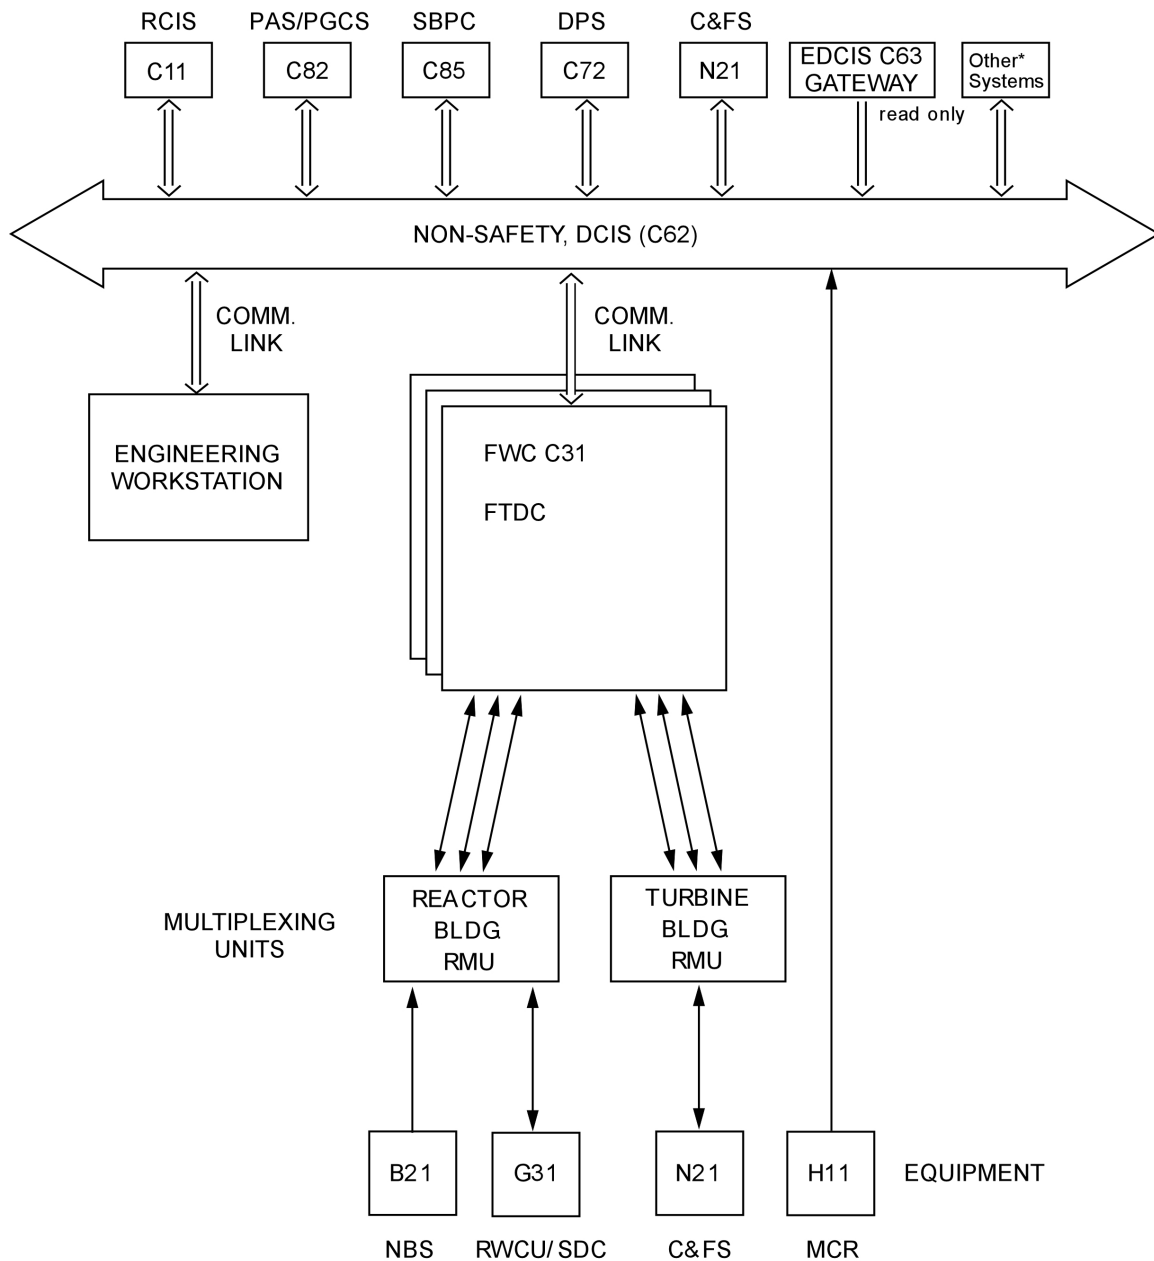 RCIS
PAS/PGCS
SBPC
DPS
C&FS
C11
C82
C85
C72
N21
EDCIS C63
GATEWAY
Other*
Systems
read only
NON-SAFETY, DCIS (C62)
COMM.
LINK
COMM.
LINK
ENGINEERING
WORKSTATION
FWC C31
FTDC
MULTIPLEXING
UNITS
REACTOR
BLDG
RMU
TURBINE
BLDG
RMU
B21
G31
N21
H11
EQUIPMENT
NBS
RWCU/ SDC
C&FS
MCR